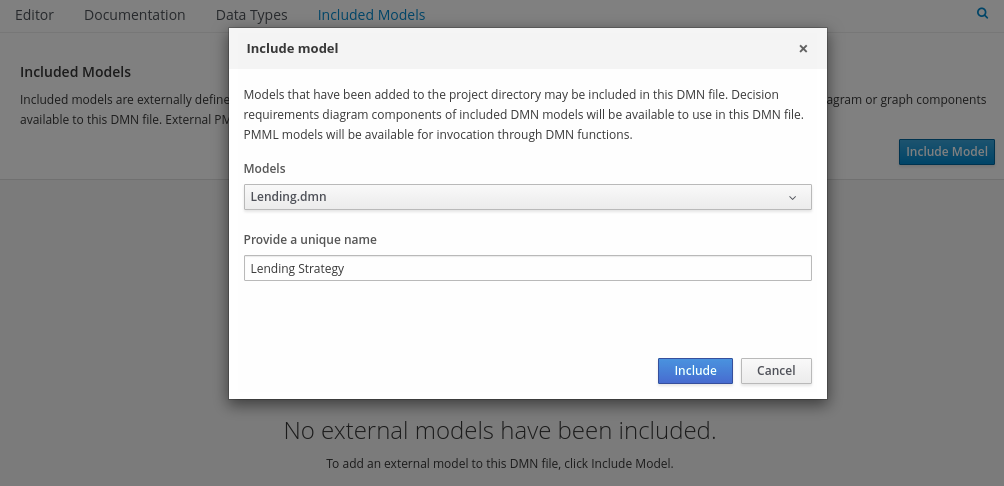 Editor Documentation Data Types Included Models
Include model ×
Included Models
Included models are externally define
agram or graph components
available to this DMN file. External PM
Include Model
Models that have been added to the project directory may be included in this DMN file. Decision
requirements diagram components of included DMN models will be available to use in this DMN file.
PMML models will be available for invocation through DMN functions.
Models
Lending.dmn
Provide a unique name
Lending Strategy
Include Cancel
No external models have been included.
To add an external model to this DMN file, click Include Model.